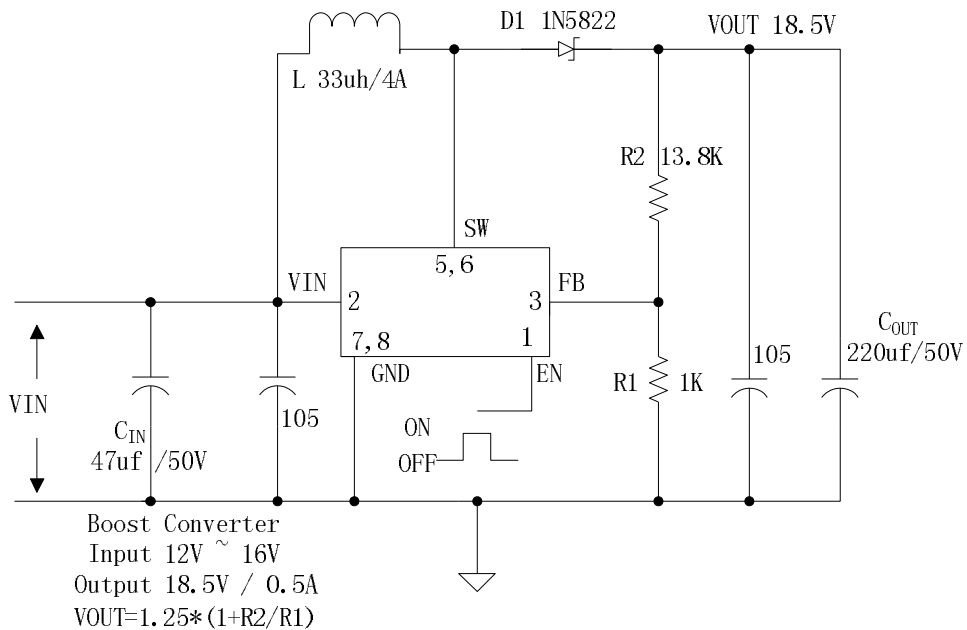 D1 1N5822
VOUT 18.5V
L 33uh/4A
R2 13.8K
SW
5,6
VIN
FB
2
3
7,8
1
GND
EN
C_OUT
220uf/50V
105
R1 1K
VIN
105
ON
OFF
C_IN
47uf /50V
Boost Converter
Input 12V ~ 16V
Output 18.5V / 0.5A
VOUT=1.25*(1+R2/R1)